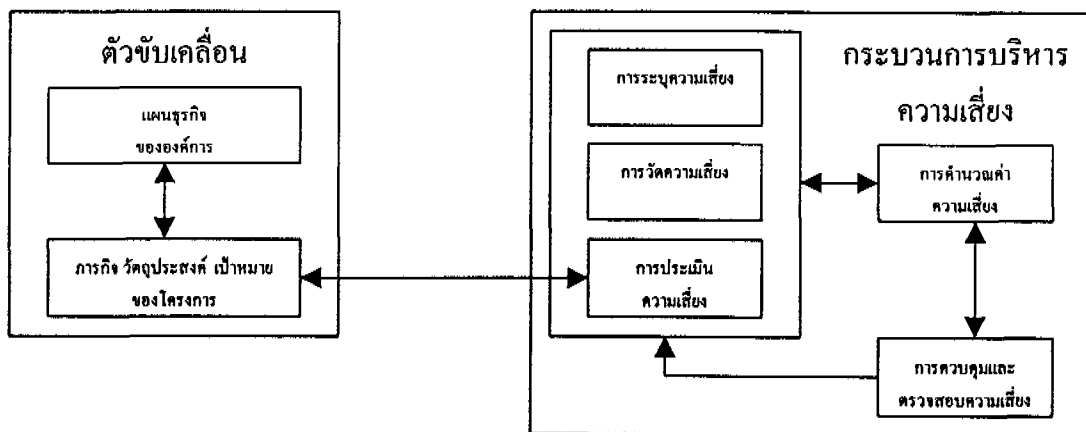 ตัวขับเคลื่อน
แผนธุรกิจ
ขององค์การ
ภารกิจ วัตถุประสงค์ เป้าหมาย
ของโครงการ
กระบวนการบริหาร
ความเสี่ยง
การระบุความเสี่ยง
การวัดความเสี่ยง
การประเมิน
ความเสี่ยง
การคำนวณค่า
ความเสี่ยง
การควบคุมและ
ตรวจสอบความเสี่ยง